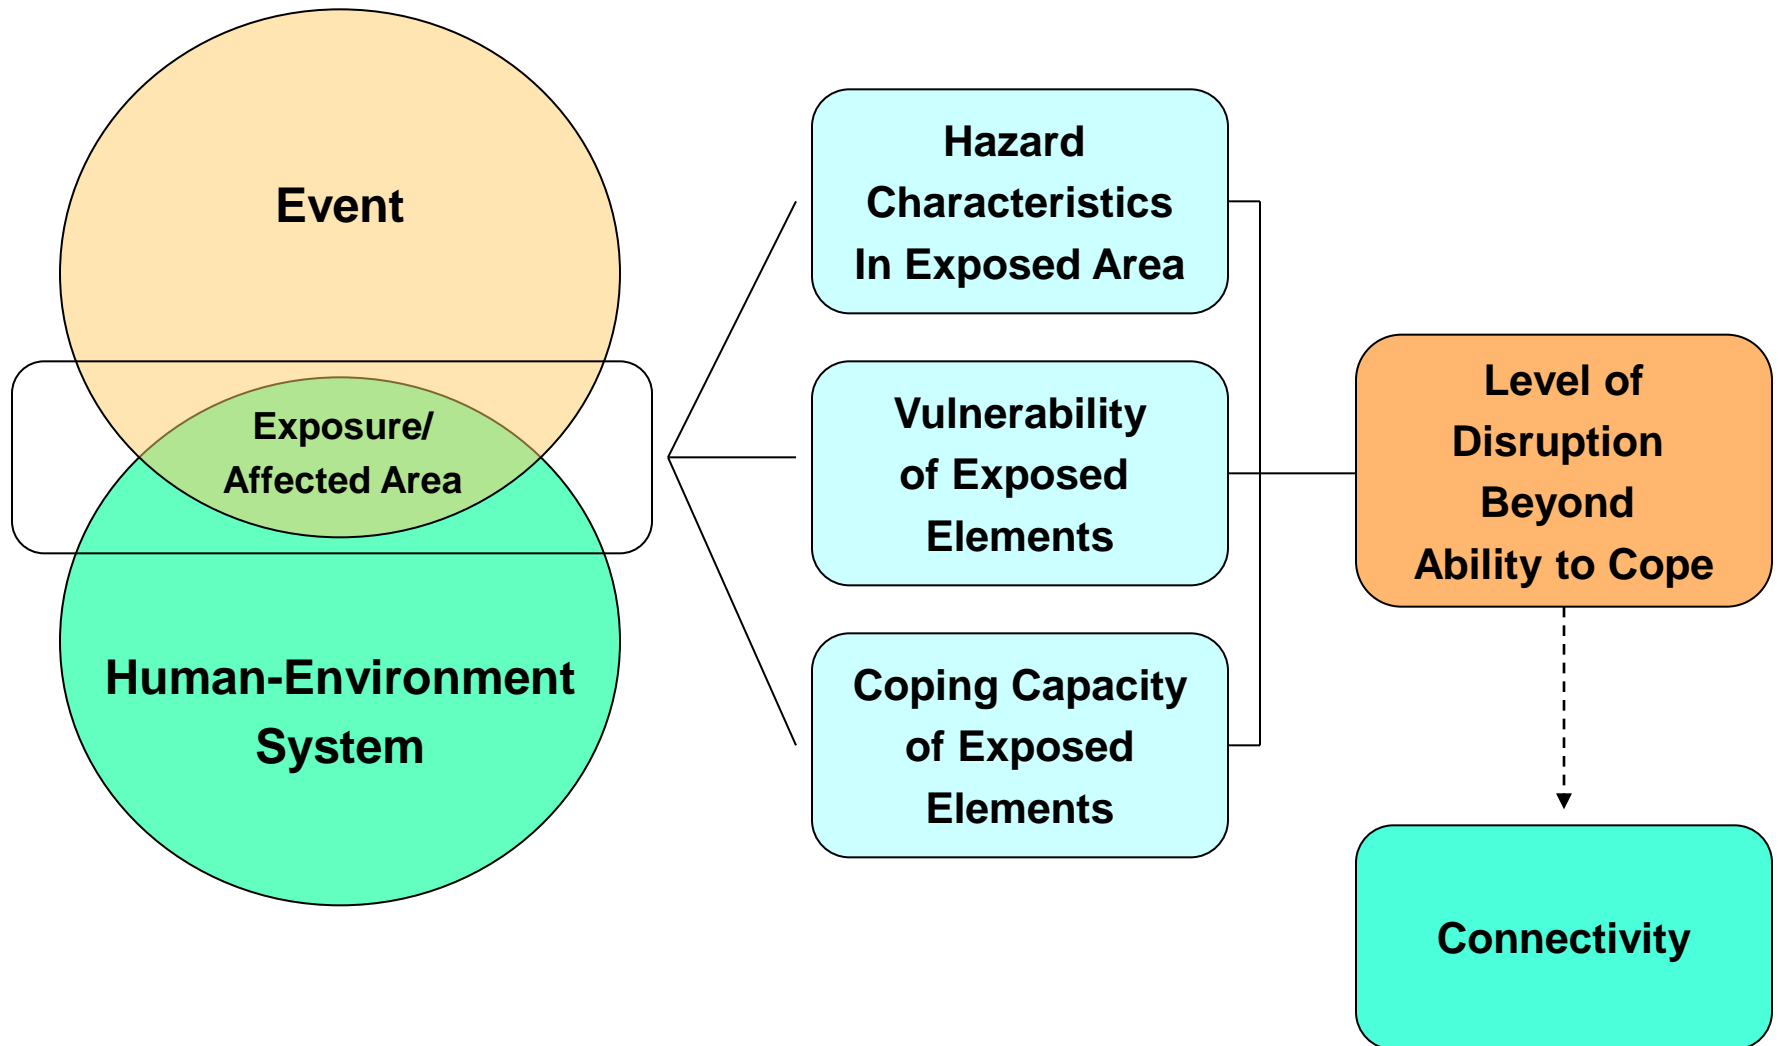 Event
Exposure/
Affected Area
Human-Environment
System
Hazard
Characteristics
In Exposed Area
Vulnerability
of Exposed
Elements
Coping Capacity
of Exposed
Elements
Level of
Disruption
Beyond
Ability to Cope
Connectivity